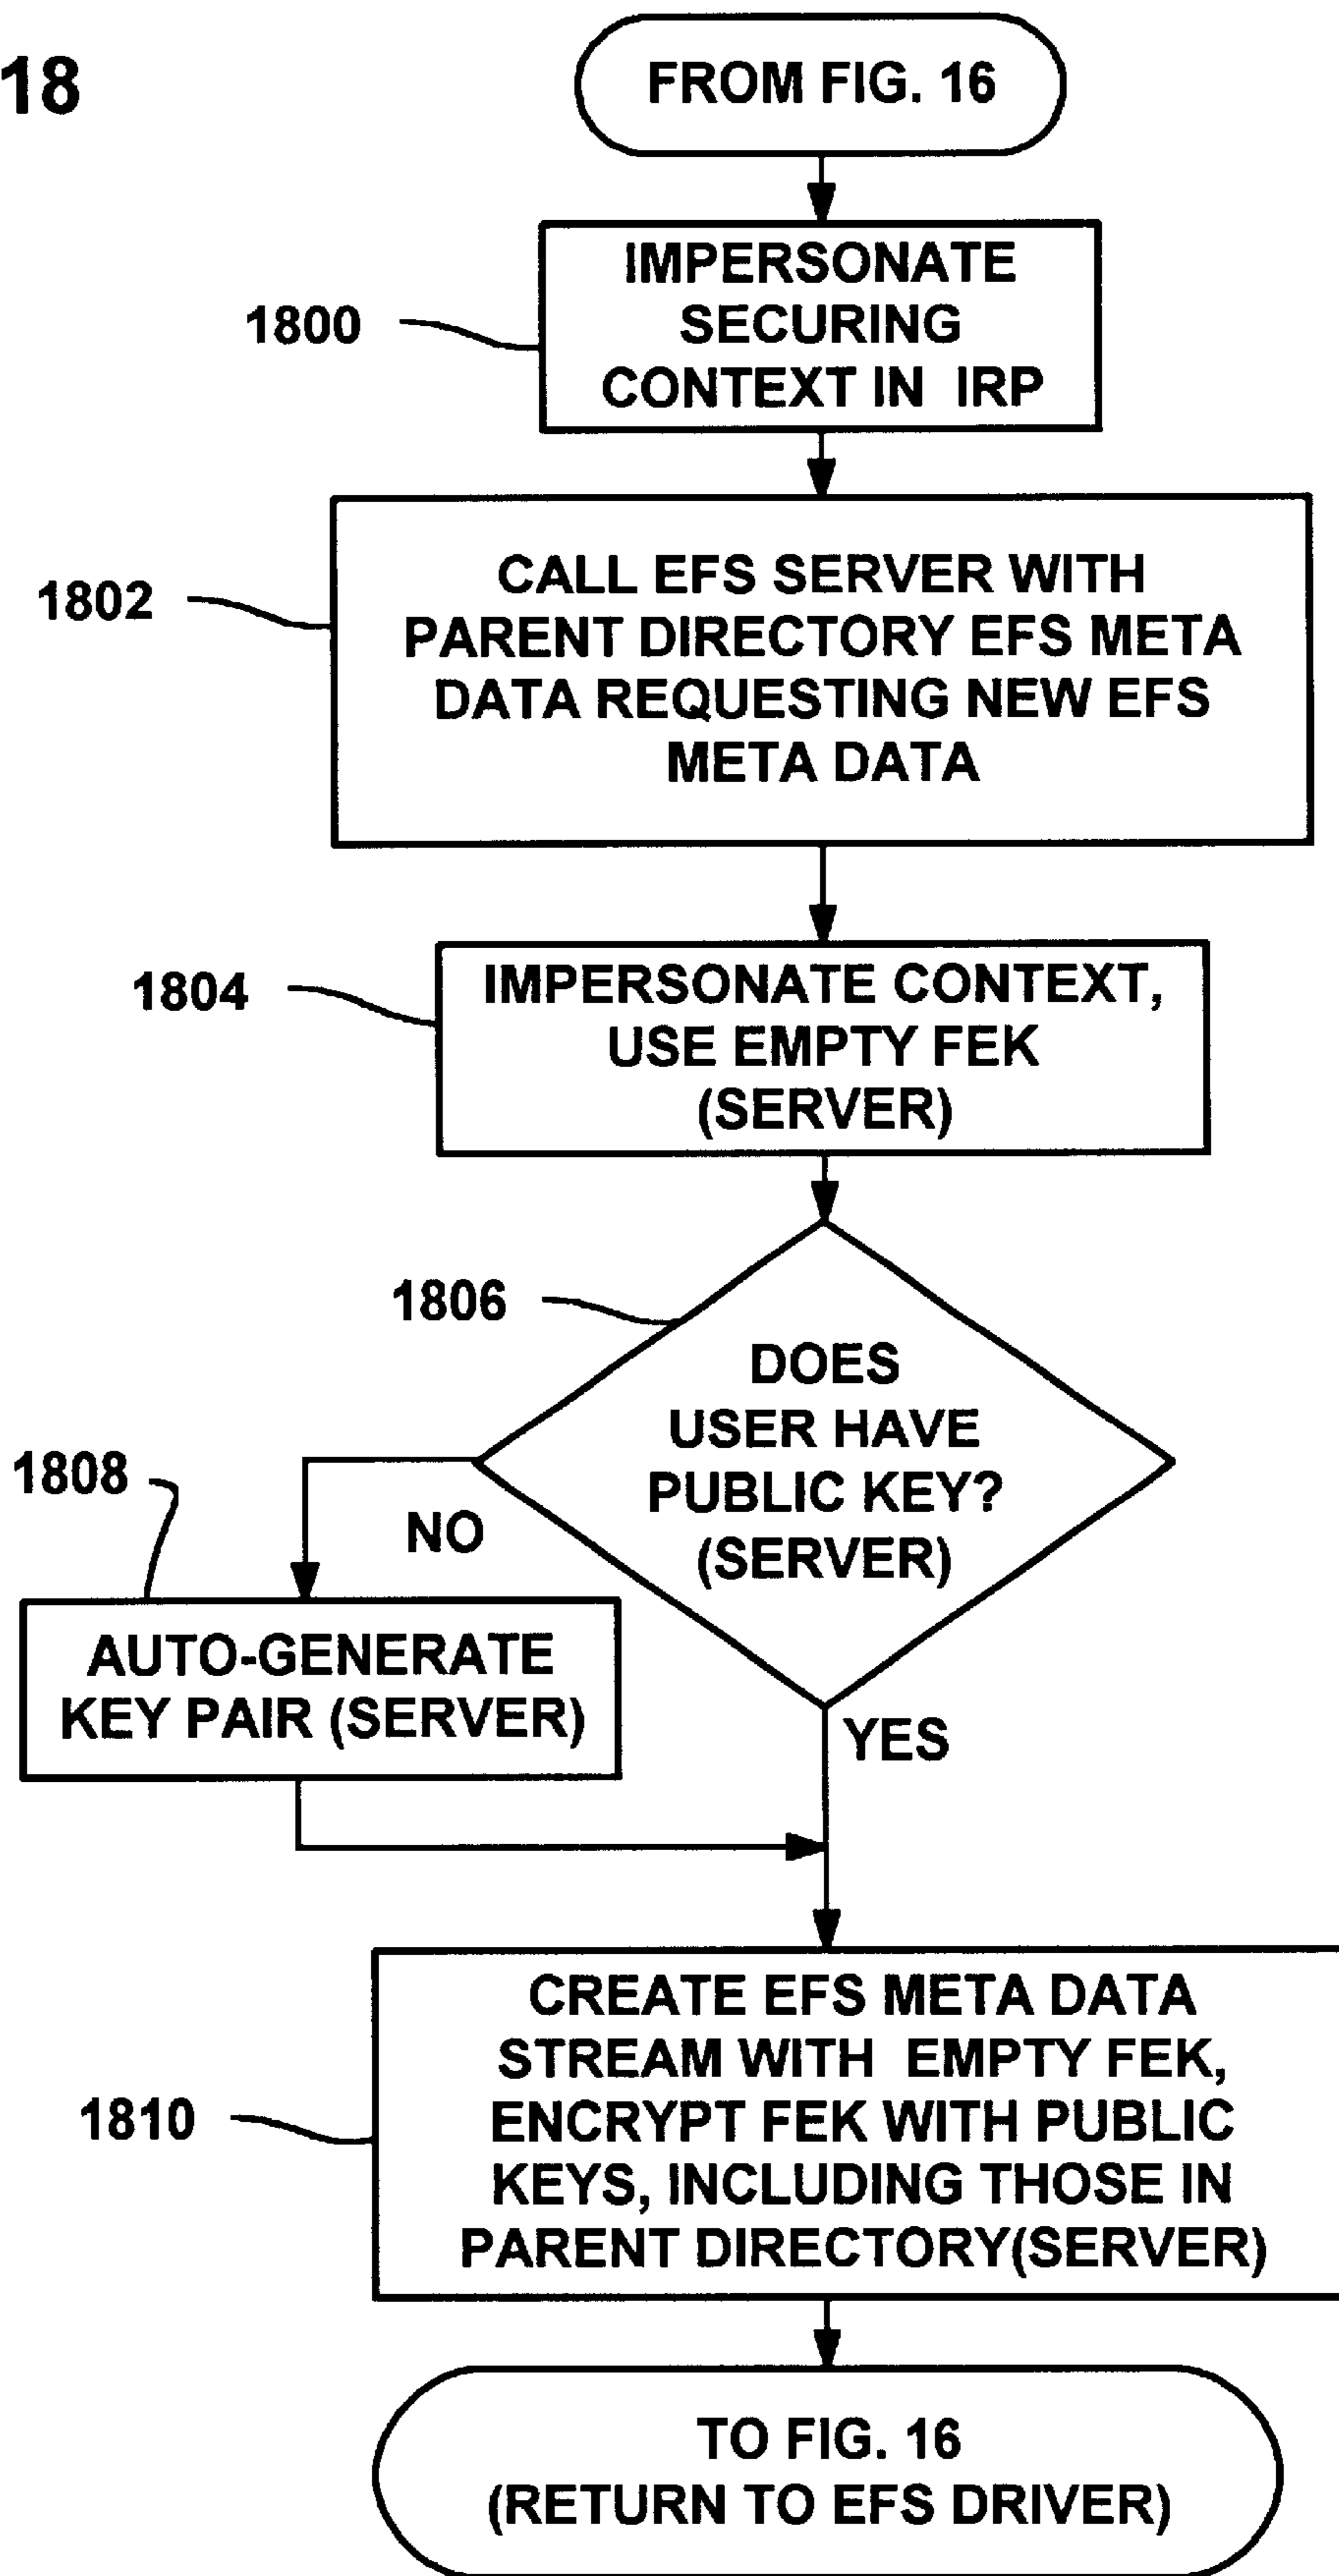 18
FROM FIG. 16
IMPERSONATE
SECURING
CONTEXT IN IRP
1800
CALL EFS SERVER WITH
PARENT DIRECTORY EFS META
DATA REQUESTING NEW EFS
META DATA
1802
IMPERSONATE CONTEXT,
USE EMPTY FEK
(SERVER)
1804
1806
DOES
USER HAVE
PUBLIC KEY?
(SERVER)
1808
NO
AUTO-GENERATE
KEY PAIR (SERVER)
YES
CREATE EFS META DATA
STREAM WITH EMPTY FEK,
ENCRYPT FEK WITH PUBLIC
KEYS, INCLUDING THOSE IN
PARENT DIRECTORY(SERVER)
1810
TO FIG. 16
(RETURN TO EFS DRIVER)